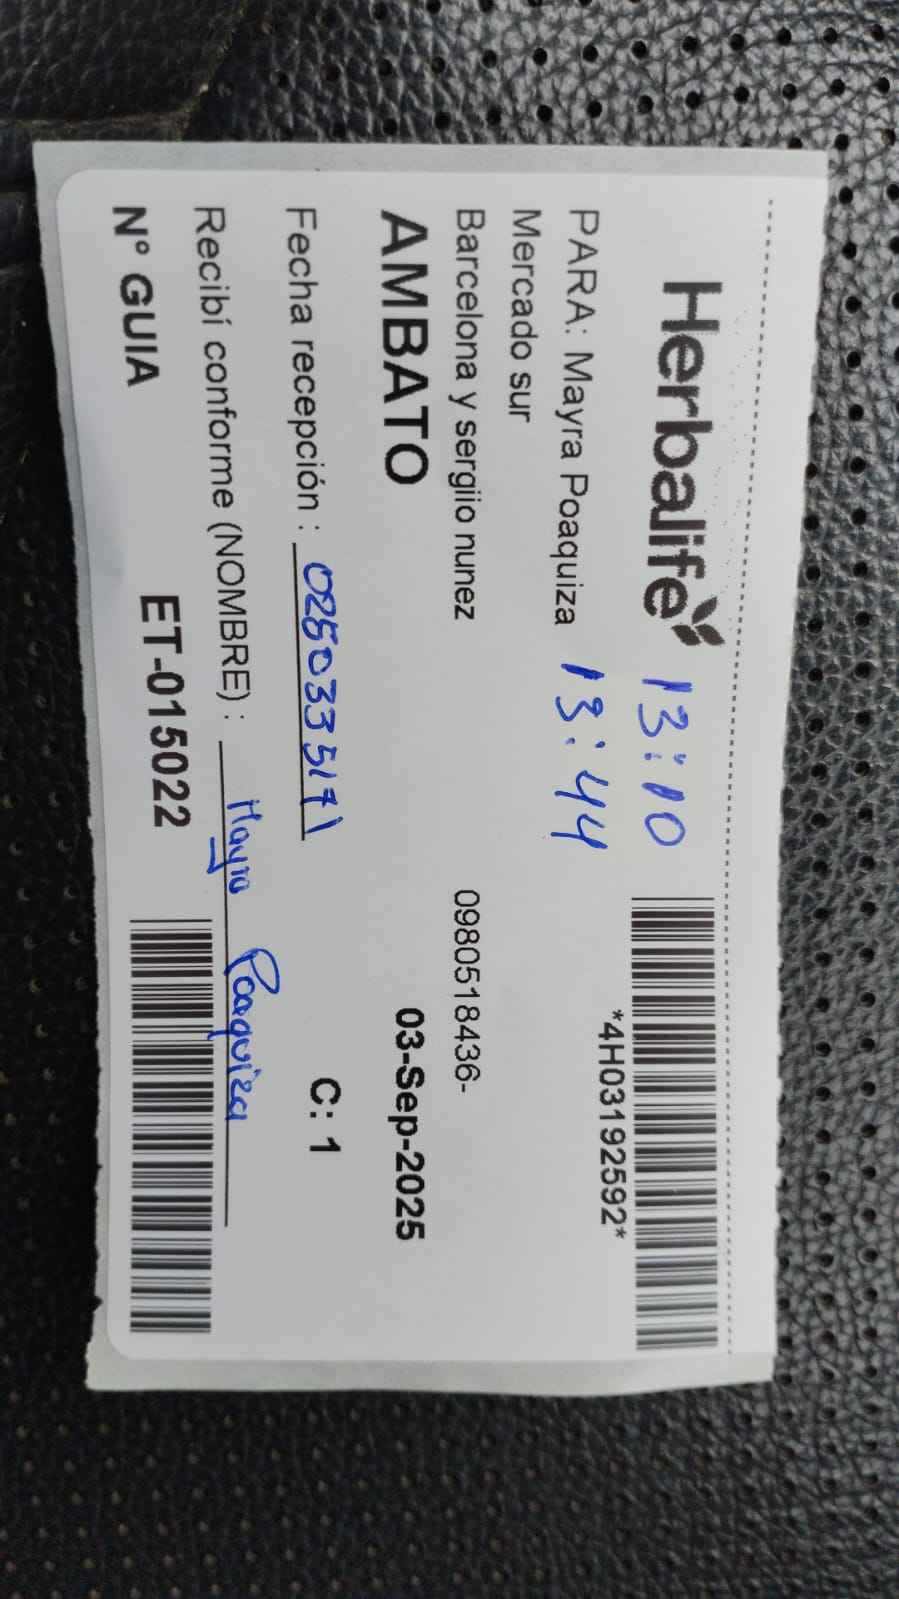 Herbalife 13:10
*4H03192592*
PARA: Mayra Poaquiza 13:44
Mercado sur
Barcelona y sergiio nunez 0980518436-
AMBATO 03-Sep-2025
Fecha recepción : 0250335171 C: 1
Recibí conforme (NOMBRE) : Mayra Poaquiza
N° GUIA ET-015022